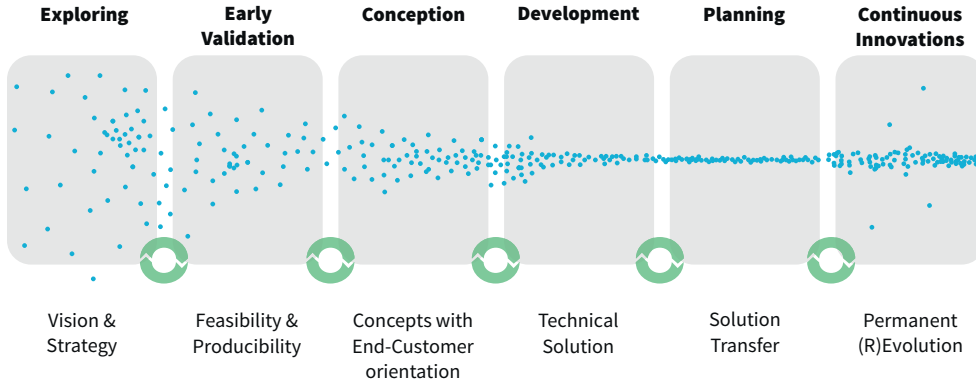 Exploring
Early
Validation
Conception
Development
Planning
Continuous
Innovations
Vision &
Strategy
Feasibility &
Producibility
Concepts with
End-Customer
orientation
Technical
Solution
Solution
Transfer
Permanent
(R)Evolution